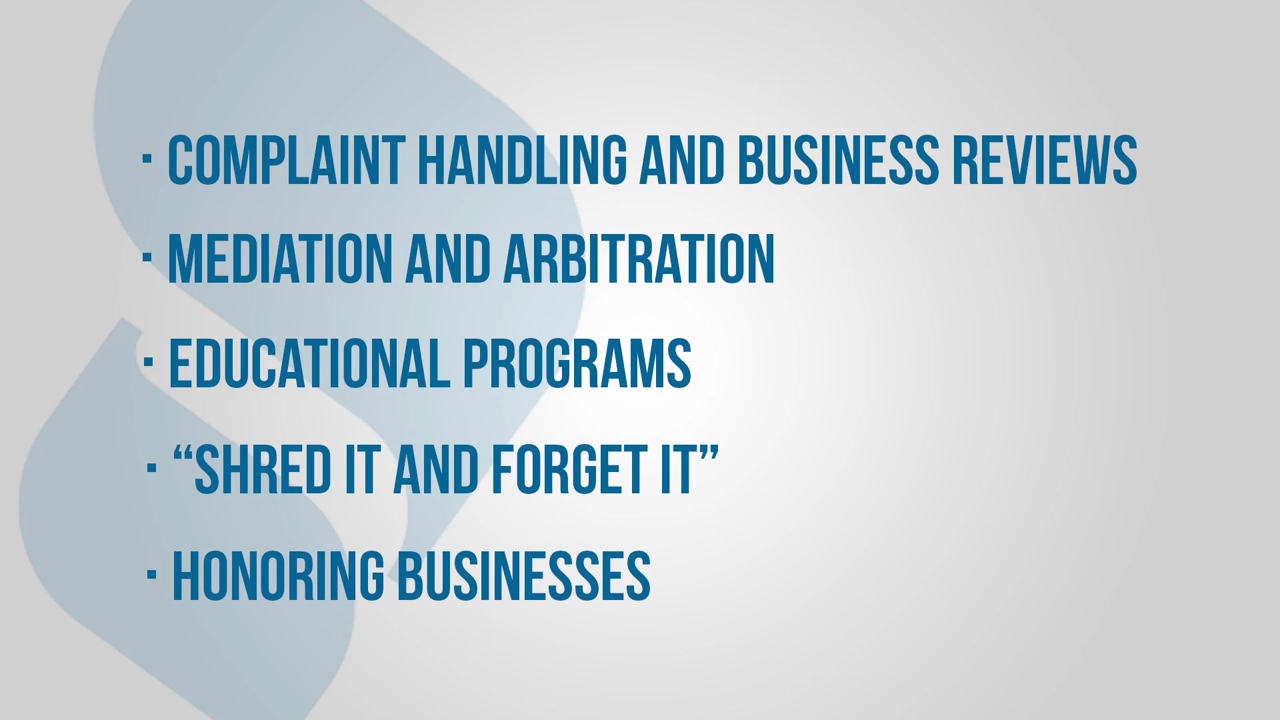 · COMPLAINT HANDLING AND BUSINESS REVIEWS
· MEDIATION AND ARBITRATION
· EDUCATIONAL PROGRAMS
· “SHRED IT AND FORGET IT”
· HONORING BUSINESSES